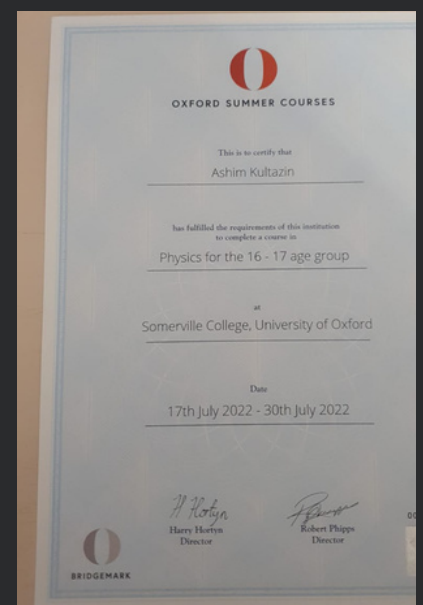 OXFORD SUMMER COURSES
This is to certify that
Ashim Kultazin
has fulfilled the requirements of this institution
to complete a course in
Physics for the 16 - 17 age group
at
Somerville College, University of Oxford
Date
17th July 2022 - 30th July 2022
H Hortyn
Harry Hortyn
Director
Robert Phipps
Director
00
BRIDGEMARK